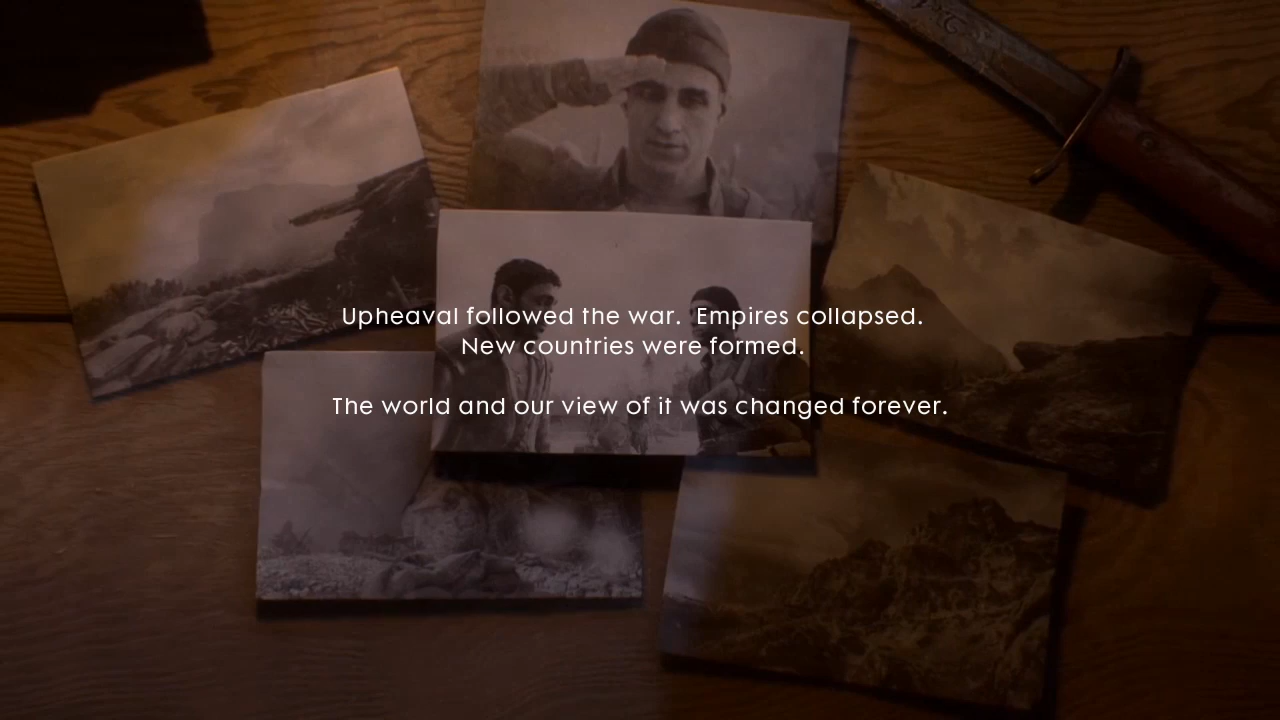 Upheaval followed the war.  Empires collapsed.
New countries were formed.
The world and our view of it was changed forever.